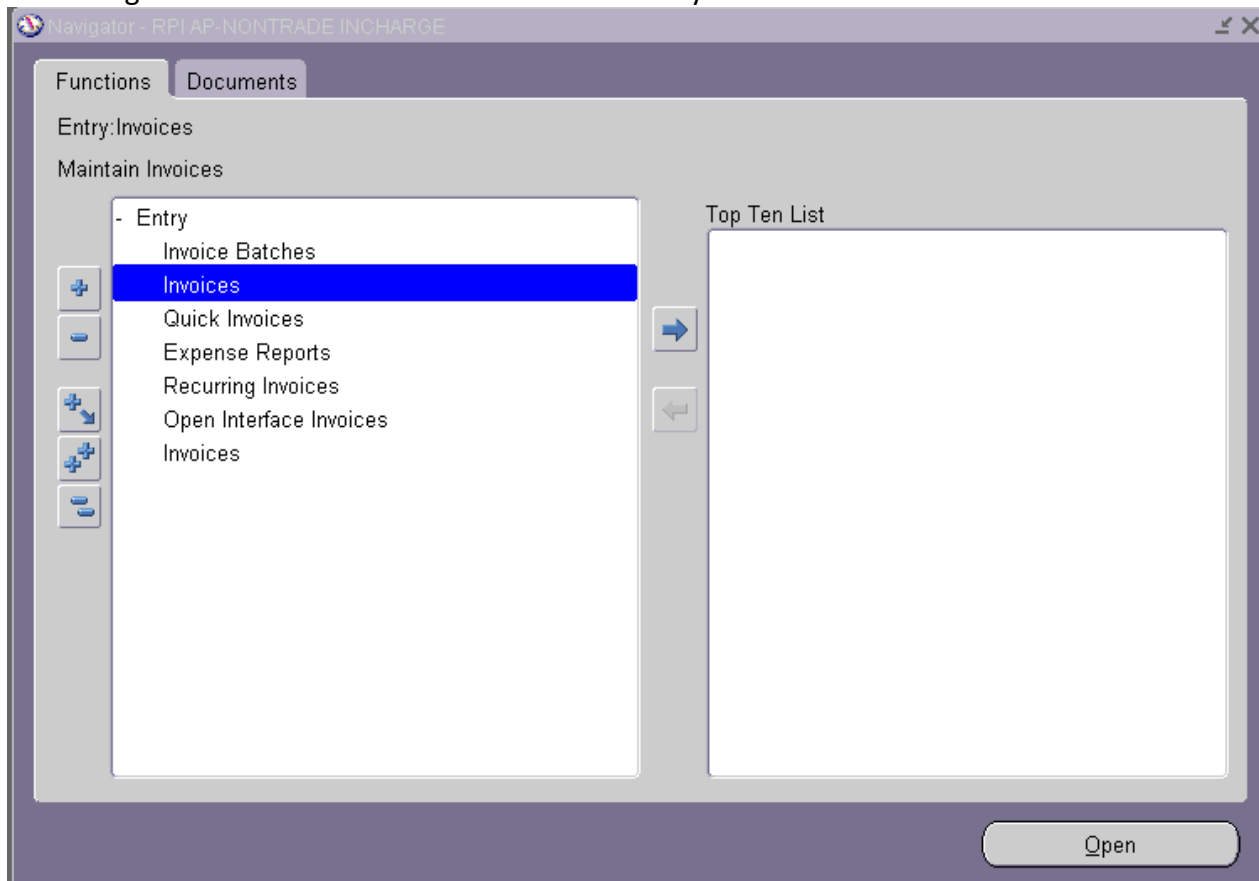 Navigator - RPI AP-NONTRADE INCHARGE
Functions Documents
Entry:Invoices
Maintain Invoices
- Entry
Invoice Batches
Invoices
Quick Invoices
Expense Reports
Recurring Invoices
Open Interface Invoices
Invoices
Top Ten List
Open